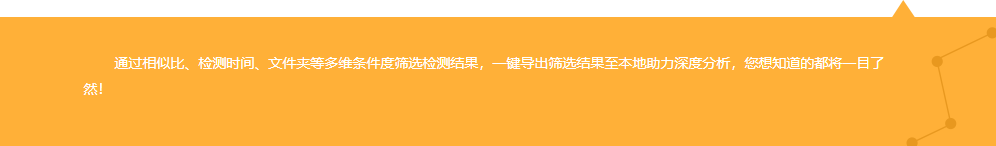 通过相似比、检测时间、文件夹等多维条件度筛选检测结果，一键导出筛选结果至本地助力深度分析，您想知道的都将一目了
然！